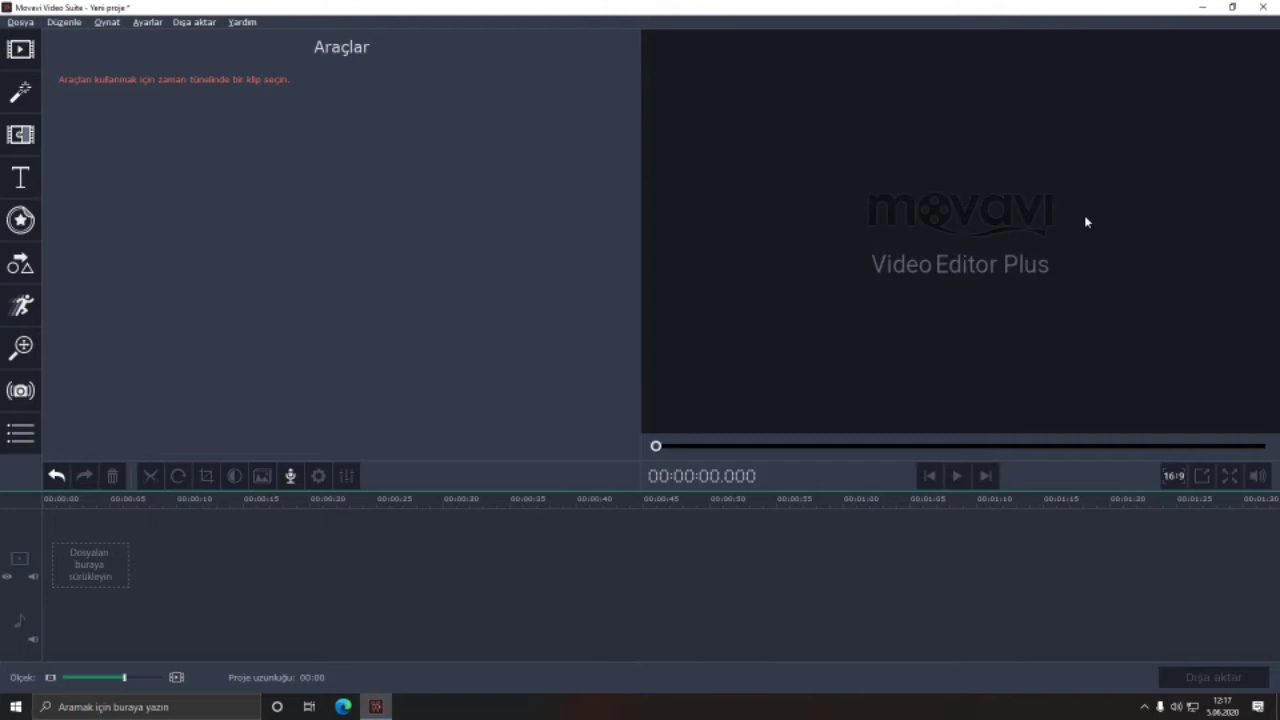 Movavi Video Suite - Yeni proje *
Dosya Düzenle Oynat Ayarlar Dışa aktar Yardım
Araçlar
Araçları kullanmak için zaman tünelinde bir klip seçin.
T
movavi
Video Editor Plus
00:00:00.000
16:9
00:00:00 00:00:05 00:00:10 00:00:15 00:00:20 00:00:25 00:00:30 00:00:35 00:00:40 00:00:45 00:00:50 00:00:55 00:01:00 00:01:05 00:01:10 00:01:15 00:01:20 00:01:25 00:01:30
Dosyaları
buraya
sürükleyin
Ölçek:
Proje uzunluğu: 00:00
Dışa aktar
Aramak için buraya yazın
12:17
5.06.2020